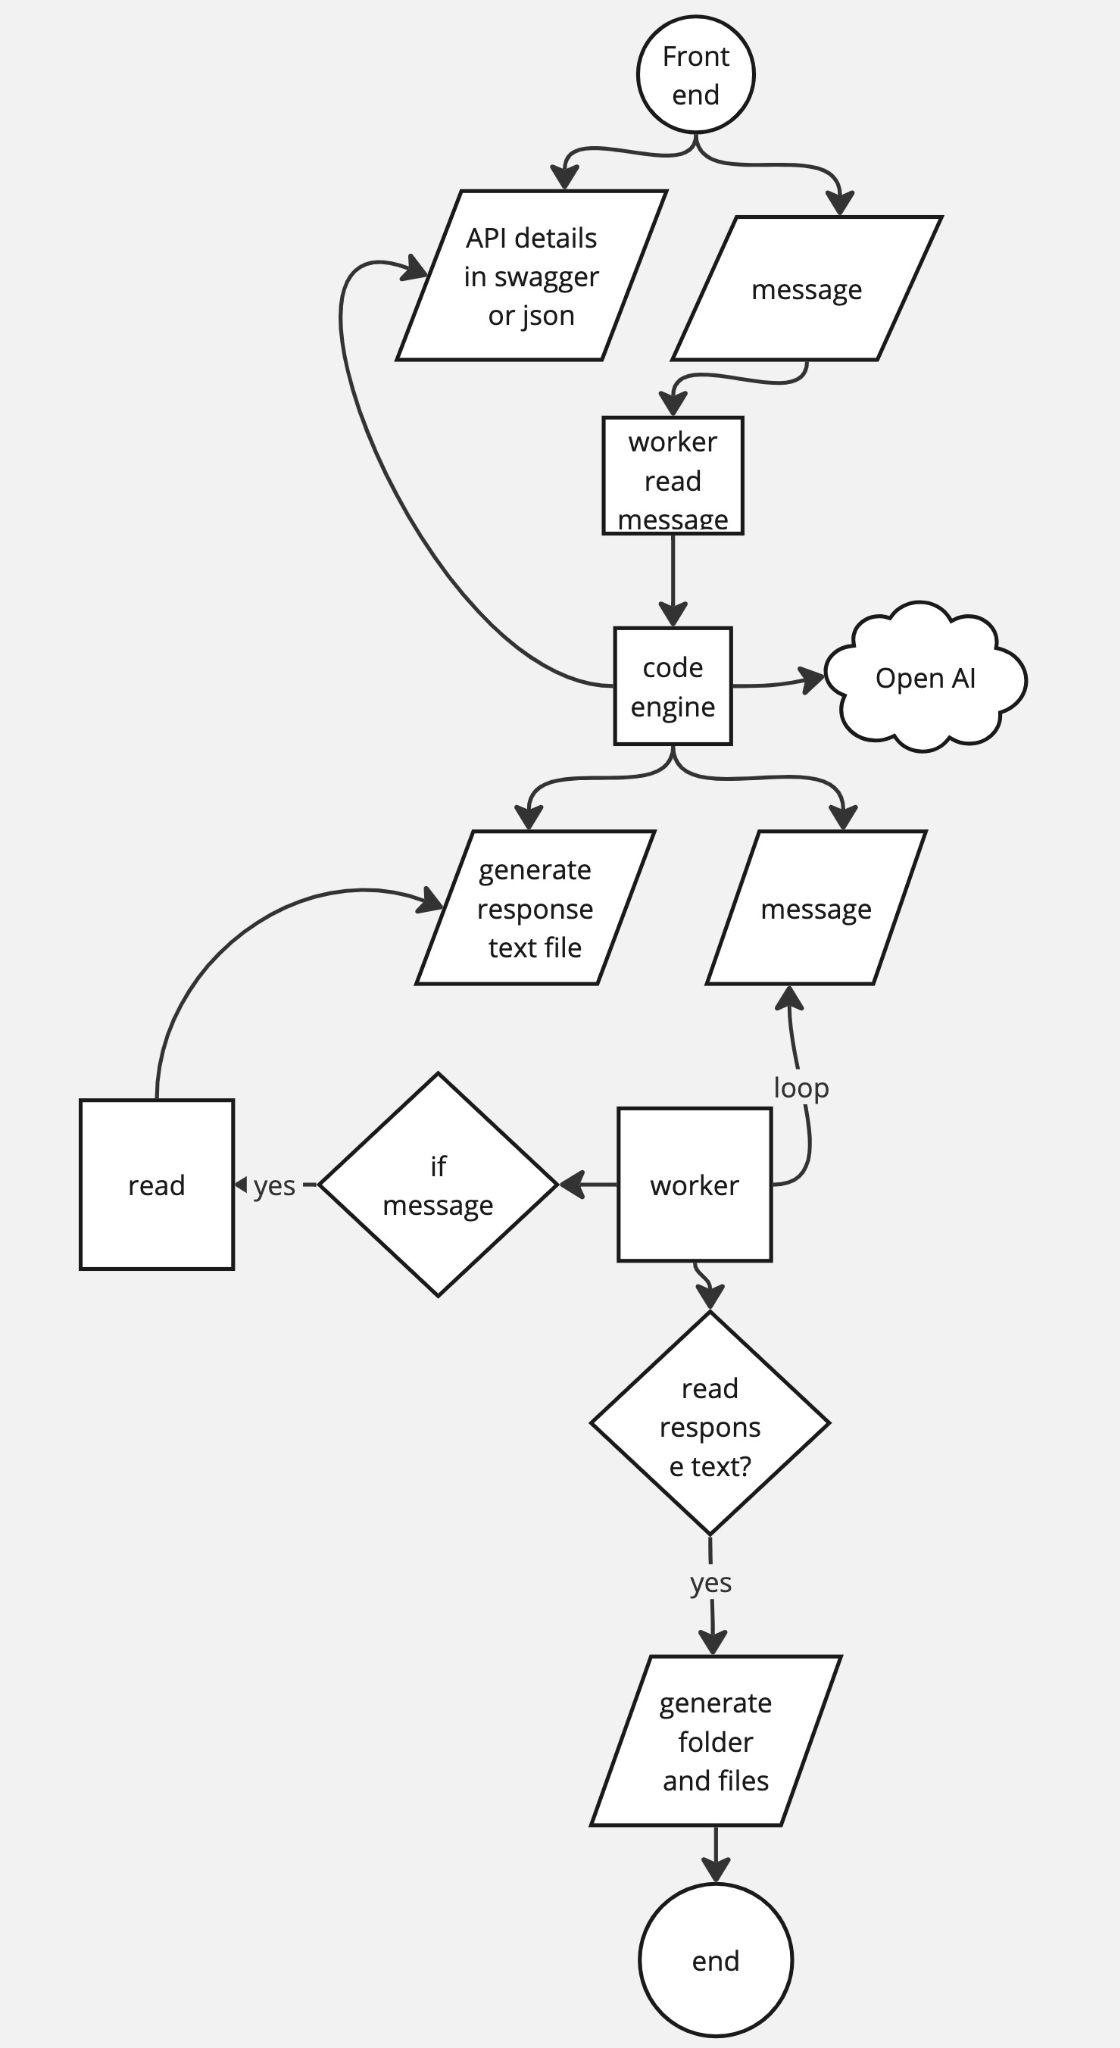 Front
end
API details
in swagger
or json
message
worker
read
message
code
engine
Open AI
generate
response
text file
message
loop
read
yes
if
message
worker
read
respons
e text?
yes
generate
folder
and files
end